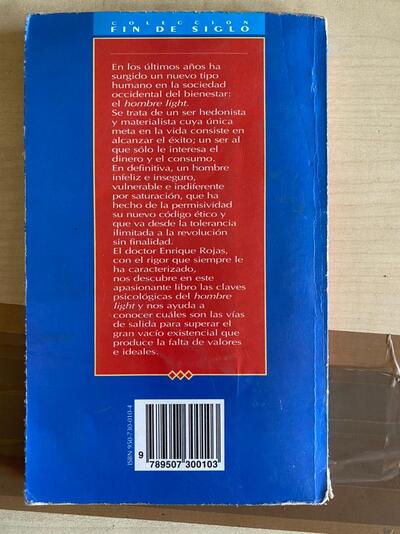 COLECCION
FIN DE SIGLO
En los últimos años ha
surgido un nuevo tipo
humano en la sociedad
occidental del bienestar:
el hombre light.
Se trata de un ser hedonista
y materialista cuya única
meta en la vida consiste en
alcanzar el éxito; un ser al
que sólo le interesa el
dinero y el consumo.
En definitiva, un hombre
infeliz e inseguro,
vulnerable e indiferente
por saturación, que ha
hecho de la permisividad
su nuevo código ético y
que va desde la tolerancia
ilimitada a la revolución
sin finalidad.
El doctor Enrique Rojas,
con el rigor que siempre le
ha caracterizado,
nos descubre en este
apasionante libro las claves
psicológicas del hombre
light y nos ayuda a
conocer cuáles son las vías
de salida para superar el
gran vacío existencial que
produce la falta de valores
e ideales.
ISBN 950-730-010-4
9 789507 300103